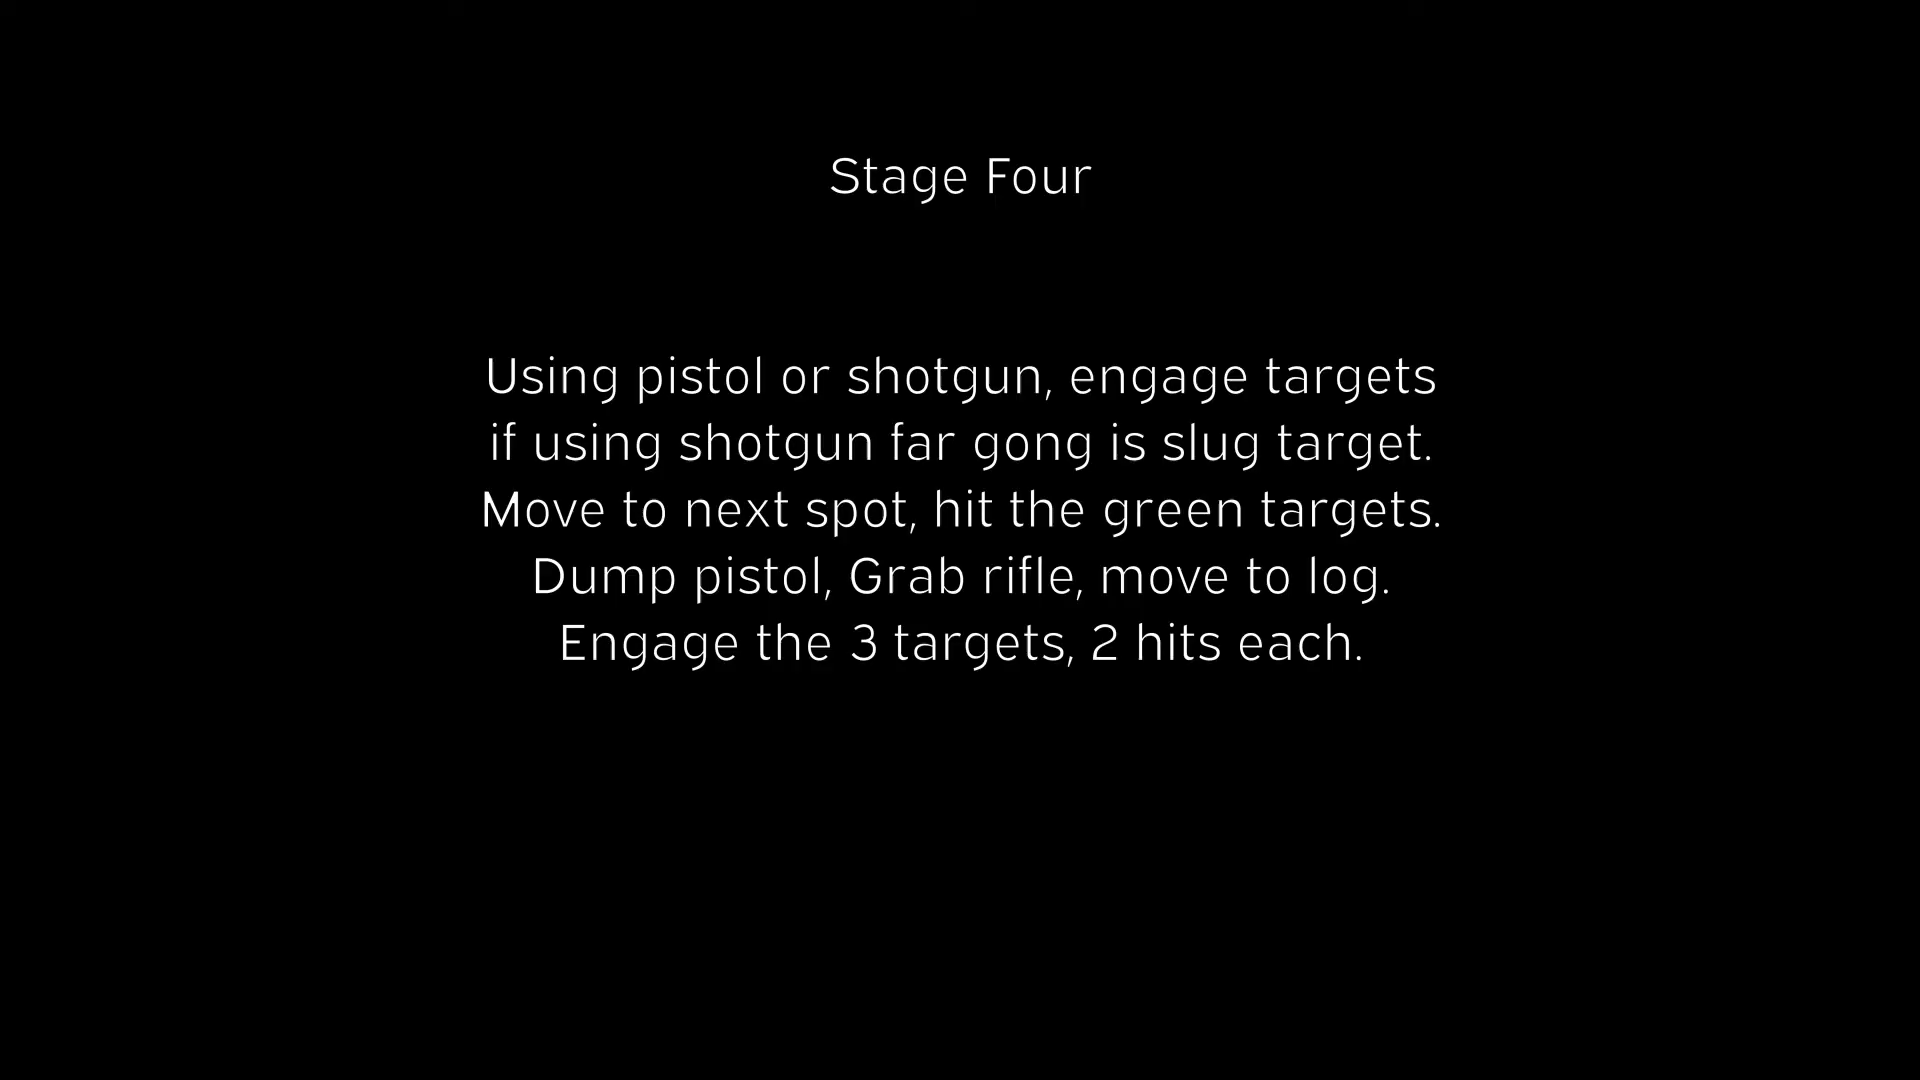 Stage Four
Using pistol or shotgun, engage targets
if using shotgun far gong is slug target.
Move to next spot, hit the green targets.
Dump pistol, Grab rifle, move to log.
Engage the 3 targets, 2 hits each.